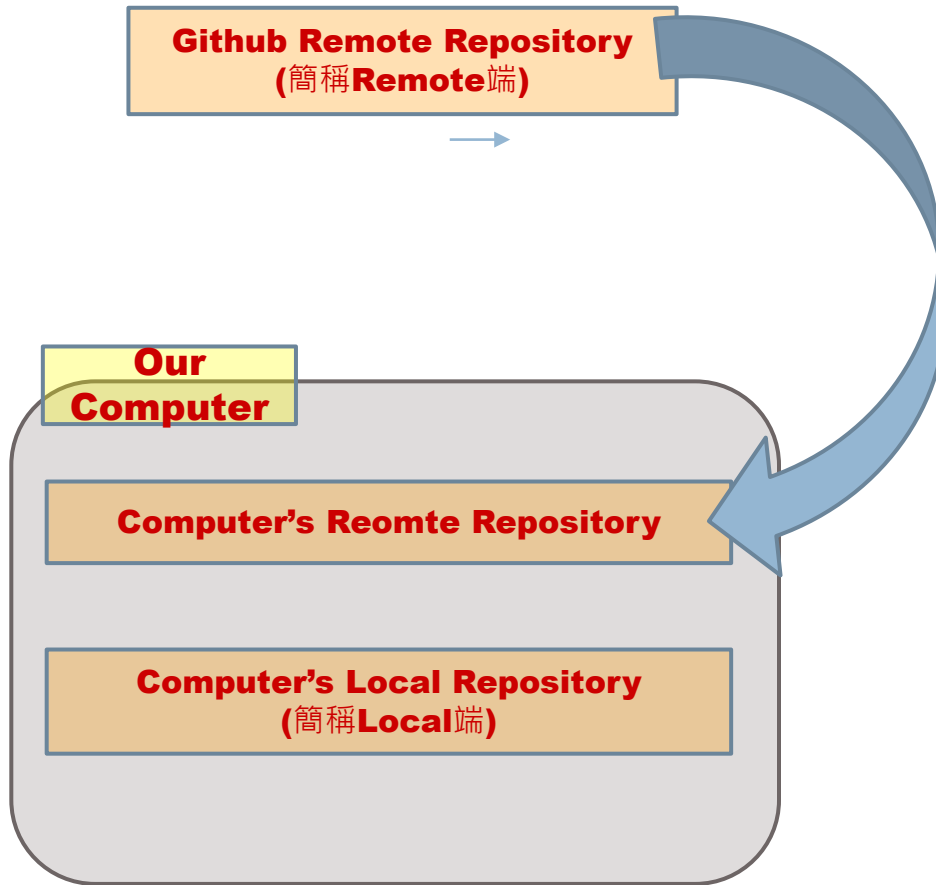 Github Remote Repository
(簡稱Remote端)
Our
Computer
Computer’s Reomte Repository
Computer’s Local Repository
(簡稱Local端)